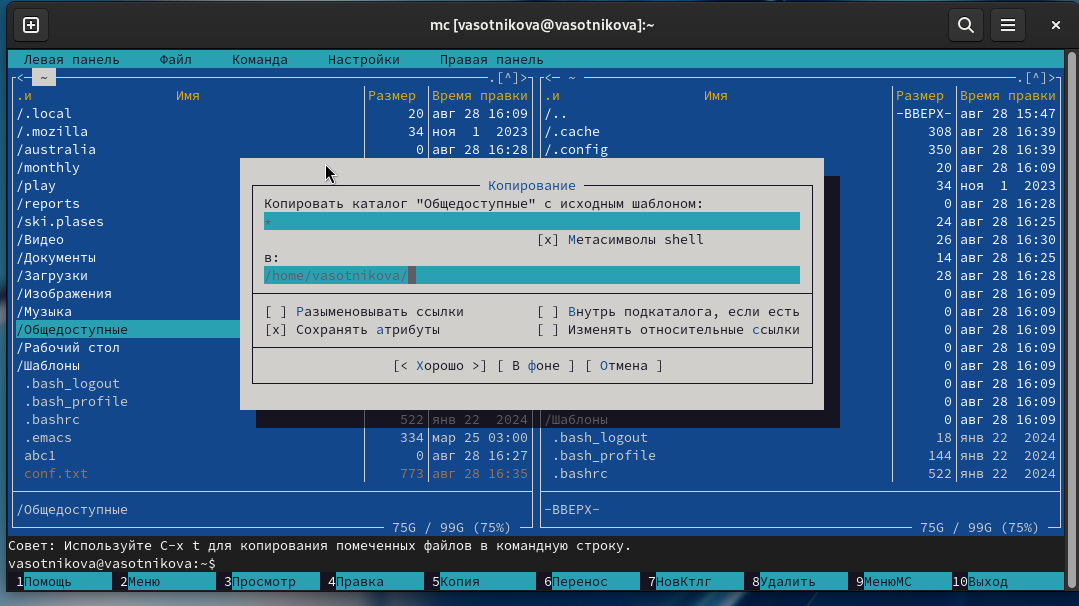 mc [vasotnikova@vasotnikova]:~
Левая панель Файл Команда Настройки Правая панель
<─ ~ .[^]> <─ ~ .[^]>
.и Имя Размер Время правки .и Имя Размер Время правки
/.local 20 авг 28 16:09 /.. -ВВЕРХ- авг 28 15:47
/.mozilla 34 ноя 1 2023 /.cache 308 авг 28 16:39
/australia 0 авг 28 16:28 /.config 350 авг 28 16:39
/monthly 20 авг 28 16:09
/play 34 ноя 1 2023
/reports 0 авг 28 16:28
/ski.plases 24 авг 28 16:25
/Видео 26 авг 28 16:30
/Документы 14 авг 28 16:25
/Загрузки 28 авг 28 16:28
/Изображения 0 авг 28 16:09
/Музыка 0 авг 28 16:09
/Общедоступные 0 авг 28 16:09
/Рабочий стол 0 авг 28 16:09
/Шаблоны 0 авг 28 16:09
.bash_logout 0 авг 28 16:09
.bash_profile 0 авг 28 16:09
.bashrc 522 янв 22 2024 /Шаблоны 0 авг 28 16:09
.emacs 334 мар 25 03:00 .bash_logout 18 янв 22 2024
abc1 0 авг 28 16:27 .bash_profile 144 янв 22 2024
conf.txt 773 авг 28 16:35 .bashrc 522 янв 22 2024
Копирование
Копировать каталог "Общедоступные" с исходным шаблоном:
*
[x] Метасимволы shell
в:
/home/vasotnikova/
[ ] Разыменовывать ссылки [ ] Внутрь подкаталога, если есть
[x] Сохранять атрибуты [ ] Изменять относительные ссылки
[< Хорошо >] [ В фоне ] [ Отмена ]
/Общедоступные -ВВЕРХ-
75G / 99G (75%) 75G / 99G (75%)
Совет: Используйте C-x t для копирования помеченных файлов в командную строку.
vasotnikova@vasotnikova:~$
1Помощь 2Меню 3Просмотр 4Правка 5Копия 6Перенос 7НовКтлг 8Удалить 9МенюМС 10Выход